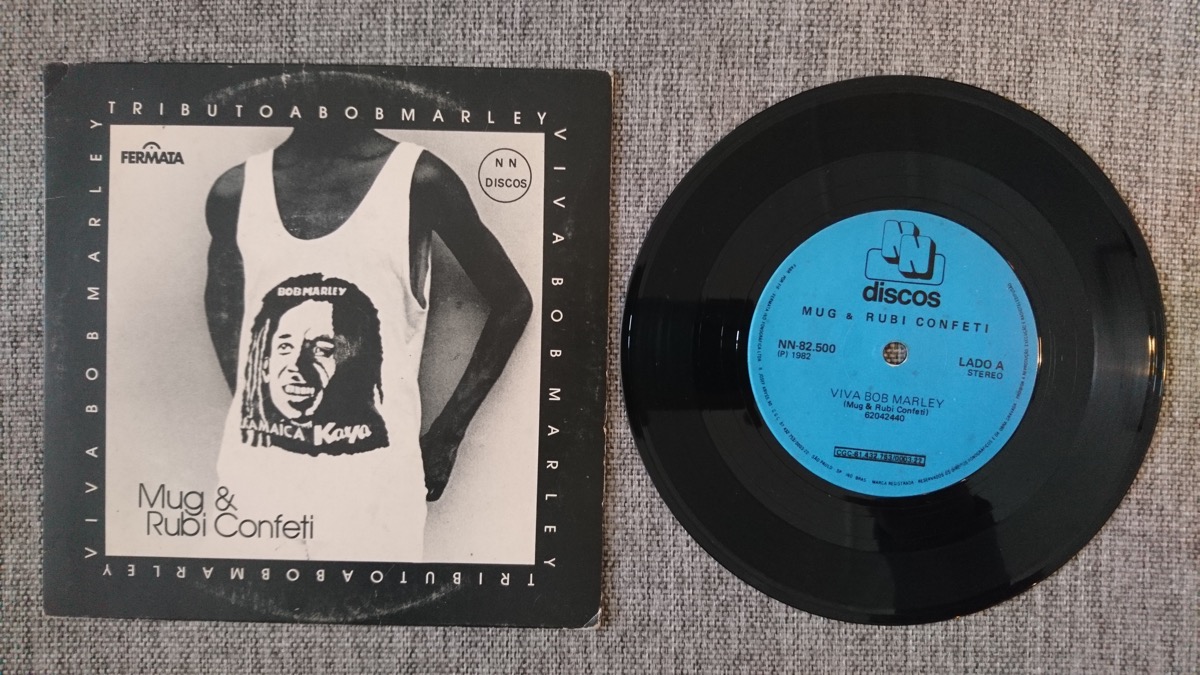 TRIBUTOABOBMARLEY
VIVABOBMARLEY
VIVABOBMARLEY
TRIBUTOABOBMARLEY
FERMATA
NN
DISCOS
BOB MARLEY
JAMAICA Kaya
Mug &
Rubi Confeti
NN
discos
MUG & RUBI CONFETI
NN-82.500
(P) 1982
LADO A
STEREO
VIVA BOB MARLEY
(Mug & Rubi Confeti)
62042440